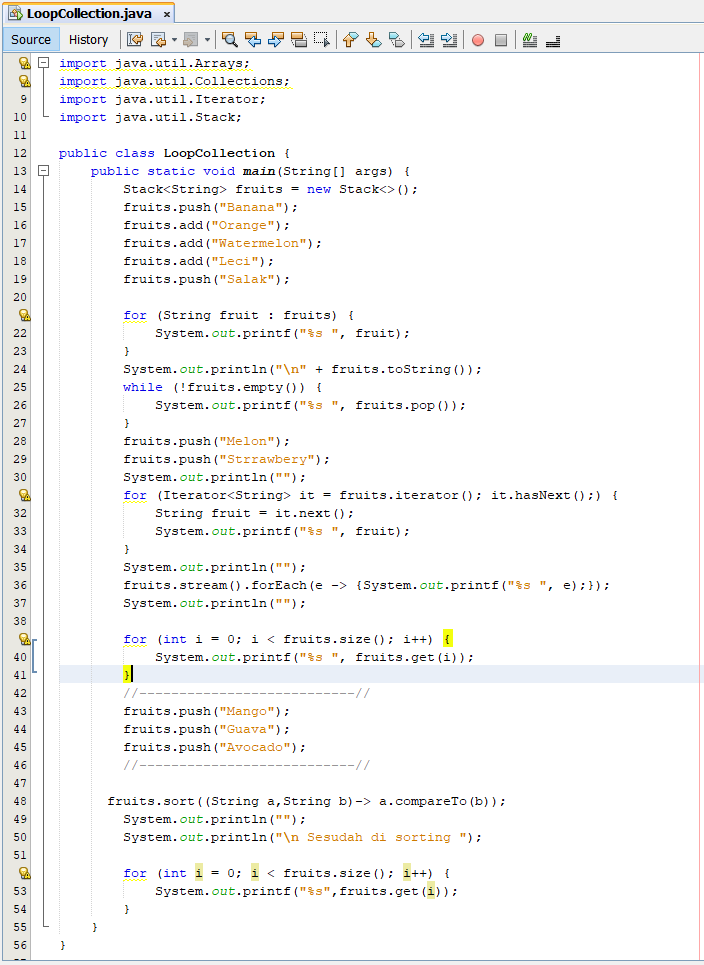 LoopCollection.java ×
Source History
import java.util.Arrays;
import java.util.Collections;
9 import java.util.Iterator;
10 import java.util.Stack;
11
12 public class LoopCollection {
13 public static void main(String[] args) {
14 Stack<String> fruits = new Stack<>();
15 fruits.push("Banana");
16 fruits.add("Orange");
17 fruits.add("Watermelon");
18 fruits.add("Leci");
19 fruits.push("Salak");
20
for (String fruit : fruits) {
22 System.out.printf("%s ", fruit);
23 }
24 System.out.println("\n" + fruits.toString());
25 while (!fruits.empty()) {
26 System.out.printf("%s ", fruits.pop());
27 }
28 fruits.push("Melon");
29 fruits.push("Strrawbery");
30 System.out.println("");
for (Iterator<String> it = fruits.iterator(); it.hasNext();) {
32 String fruit = it.next();
33 System.out.printf("%s ", fruit);
34 }
35 System.out.println("");
36 fruits.stream().forEach(e -> {System.out.printf("%s ", e);});
37 System.out.println("");
38
for (int i = 0; i < fruits.size(); i++) {
40 System.out.printf("%s ", fruits.get(i));
41 }
42 //---------------------------//
43 fruits.push("Mango");
44 fruits.push("Guava");
45 fruits.push("Avocado");
46 //---------------------------//
47
48 fruits.sort((String a,String b)-> a.compareTo(b));
49 System.out.println("");
50 System.out.println("\n Sesudah di sorting ");
51
for (int i = 0; i < fruits.size(); i++) {
53 System.out.printf("%s",fruits.get(i));
54 }
55 }
56 }